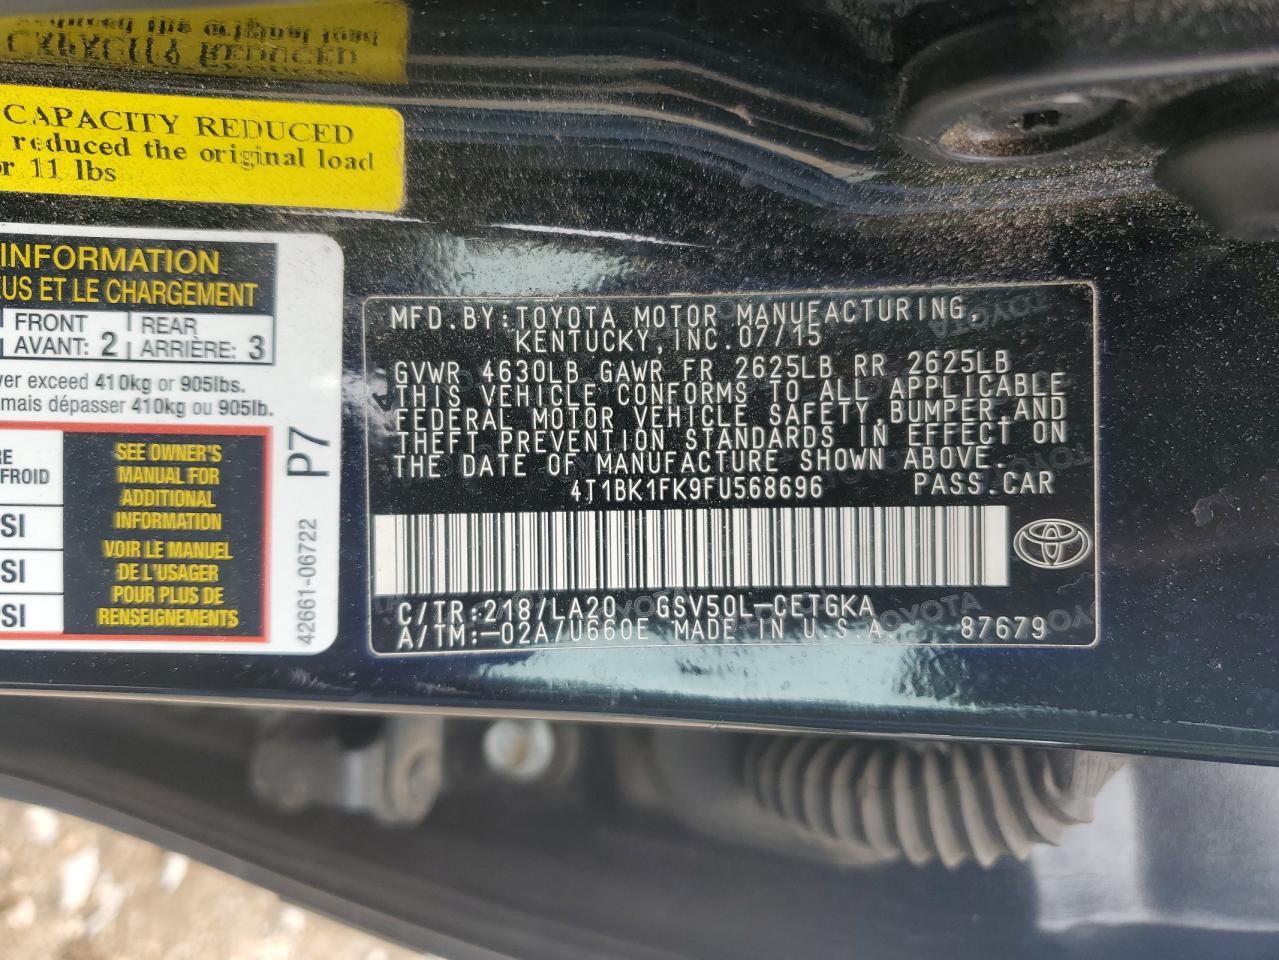 CAPACITY REDUCED
reduced the original load
or 11 lbs
INFORMATION
EUS ET LE CHARGEMENT
FRONT
AVANT: 2
REAR
ARRIÈRE: 3
ver exceed 410kg or 905lbs.
mais dépasser 410kg ou 905lb.
RE
FROID
SI
SI
SI
SEE OWNER'S
MANUAL FOR
ADDITIONAL
INFORMATION
VOIR LE MANUEL
DE L'USAGER
POUR PLUS DE
RENSEIGNEMENTS
P7
42661-06722
MFD.BY:TOYOTA MOTOR MANUFACTURING,
KENTUCKY,INC.07/15
GVWR 4630LB GAWR FR 2625LB RR 2625LB
THIS VEHICLE CONFORMS TO ALL APPLICABLE
FEDERAL MOTOR VEHICLE SAFETY,BUMPER,AND
THEFT PREVENTION STANDARDS IN EFFECT ON
THE DATE OF MANUFACTURE SHOWN ABOVE.
4T1BK1FK9FU568696 PASS.CAR
C/TR:218/LA20 GSV50L-CETGKA
A/TM:-02A/U660E MADE IN U.S.A. 87679